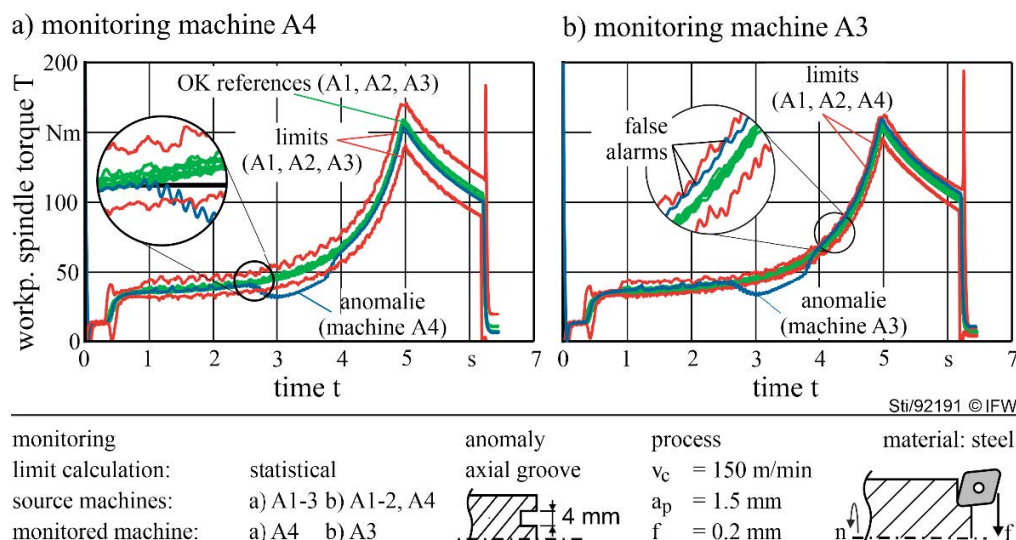 a) monitoring machine A4
b) monitoring machine A3
workp. spindle torque T
200
Nm
100
50
0
OK references (A1, A2, A3)
limits
(A1, A2, A3)
anomalie
(machine A4)
0 1 2 3 4 5 s 7
time t
limits
(A1, A2, A4)
false
alarms
anomalie
(machine A3)
0 1 2 3 4 5 s 7
time t
Sti/92191 © IFW
monitoring
limit calculation: statistical
source machines: a) A1-3 b) A1-2, A4
monitored machine: a) A4 b) A3
anomaly
axial groove
4 mm
process
vc = 150 m/min
ap = 1.5 mm
f = 0.2 mm
material: steel
n
f